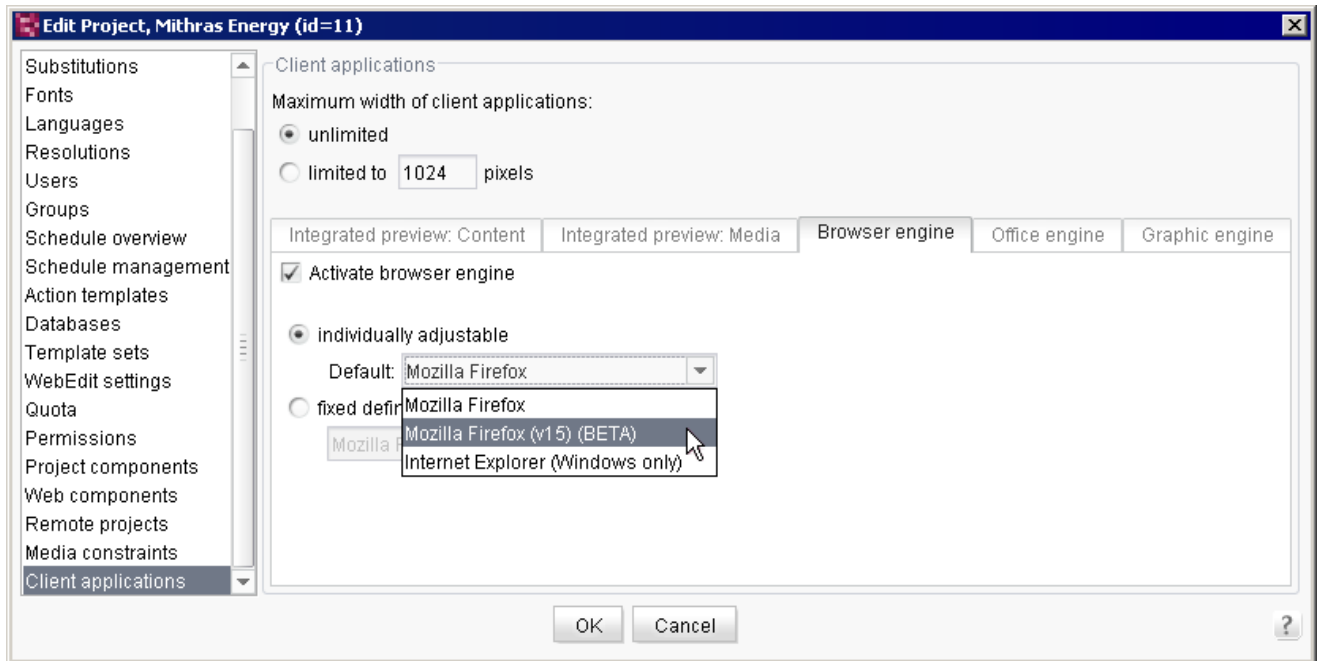 Edit Project, Mithras Energy (id=11)
Substitutions
Fonts
Languages
Resolutions
Users
Groups
Schedule overview
Schedule management
Action templates
Databases
Template sets
WebEdit settings
Quota
Permissions
Project components
Web components
Remote projects
Media constraints
Client applications
Client applications
Maximum width of client applications:
unlimited
limited to 1024 pixels
Integrated preview: Content Integrated preview: Media Browser engine Office engine Graphic engine
Activate browser engine
individually adjustable
Default: Mozilla Firefox
Mozilla Firefox
Mozilla Firefox (v15) (BETA)
Internet Explorer (Windows only)
fixed
Mozilla
OK Cancel
?